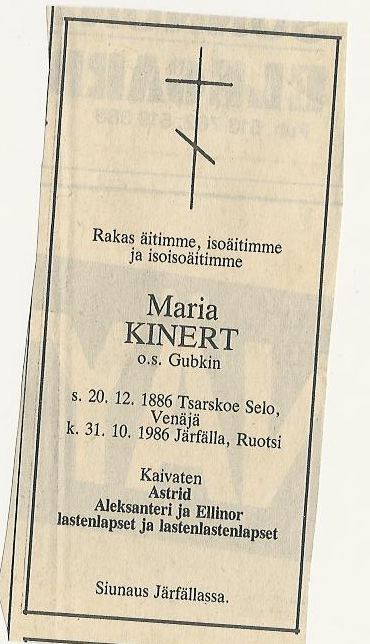 Rakas äitimme, isoäitimme
ja isoisoäitimme
Maria
KINERT
o.s. Gubkin
s. 20. 12. 1886 Tsarskoe Selo,
Venäjä
k. 31. 10. 1986 Järfälla, Ruotsi
Kaivaten
Astrid
Aleksanteri ja Ellinor
lastenlapset ja lastenlastenlapset
Siunaus Järfällassa.